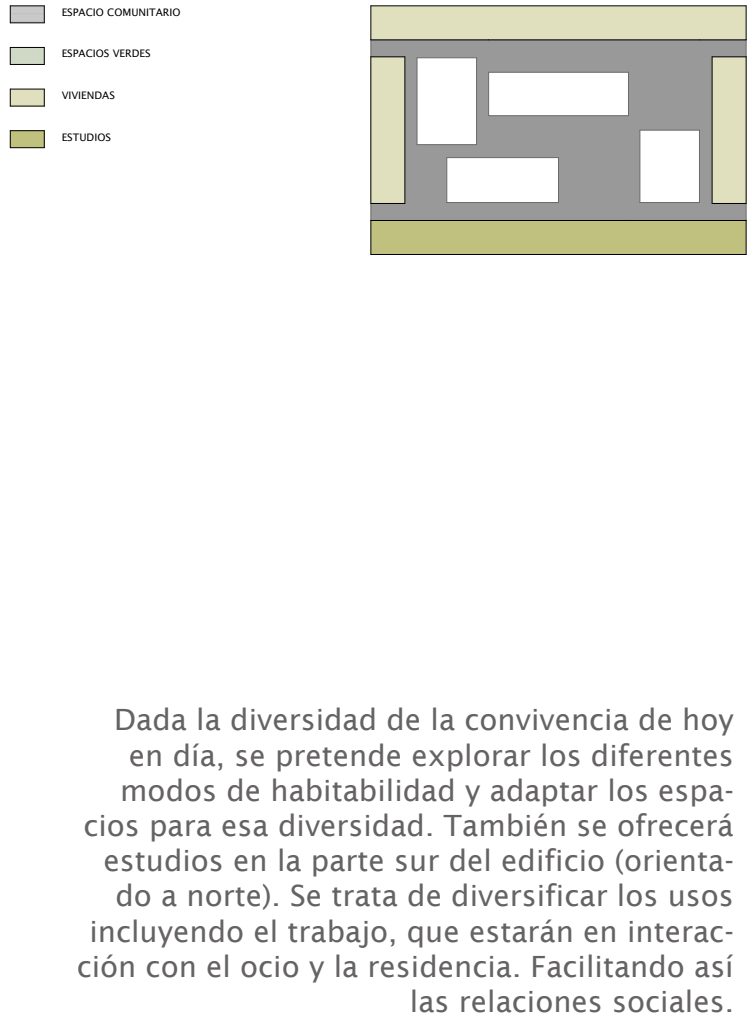 ESPACIO COMUNITARIO
ESPACIOS VERDES
VIVIENDAS
ESTUDIOS
Dada la diversidad de la convivencia de hoy
en día, se pretende explorar los diferentes
modos de habitabilidad y adaptar los espa-
cios para esa diversidad. También se ofrecerá
estudios en la parte sur del edificio (orienta-
do a norte). Se trata de diversificar los usos
incluyendo el trabajo, que estarán en interac-
ción con el ocio y la residencia. Facilitando así
las relaciones sociales.